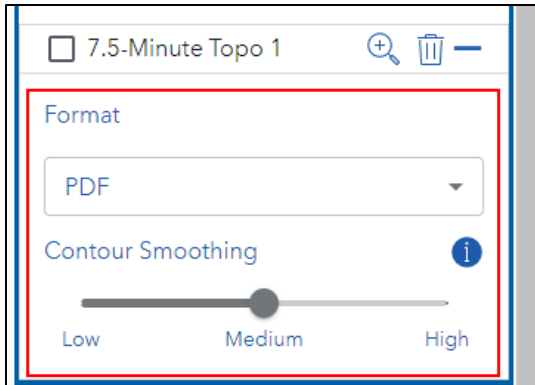 7.5-Minute Topo 1
Format
PDF
Contour Smoothing
i
Low Medium High